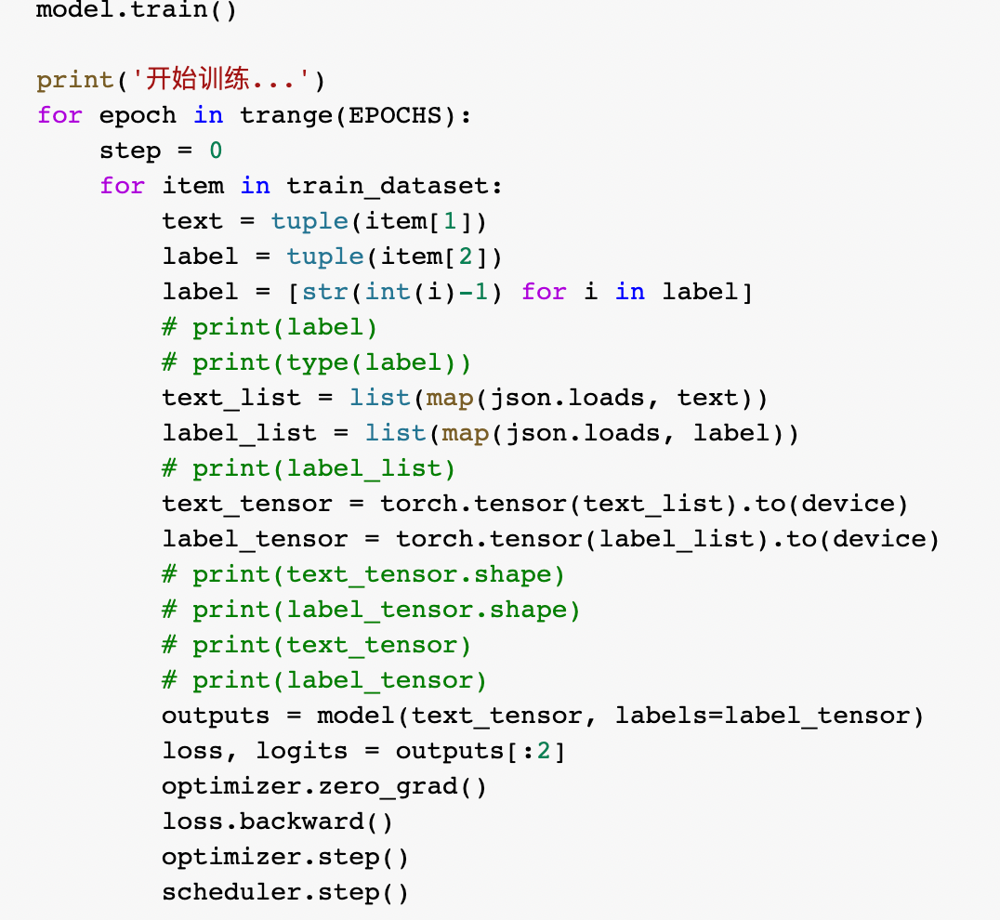 model.train()
print('开始训练...')
for epoch in trange(EPOCHS):
    step = 0
    for item in train_dataset:
        text = tuple(item[1])
        label = tuple(item[2])
        label = [str(int(i)-1) for i in label]
        # print(label)
        # print(type(label))
        text_list = list(map(json.loads, text))
        label_list = list(map(json.loads, label))
        # print(label_list)
        text_tensor = torch.tensor(text_list).to(device)
        label_tensor = torch.tensor(label_list).to(device)
        # print(text_tensor.shape)
        # print(label_tensor.shape)
        # print(text_tensor)
        # print(label_tensor)
        outputs = model(text_tensor, labels=label_tensor)
        loss, logits = outputs[:2]
        optimizer.zero_grad()
        loss.backward()
        optimizer.step()
        scheduler.step()